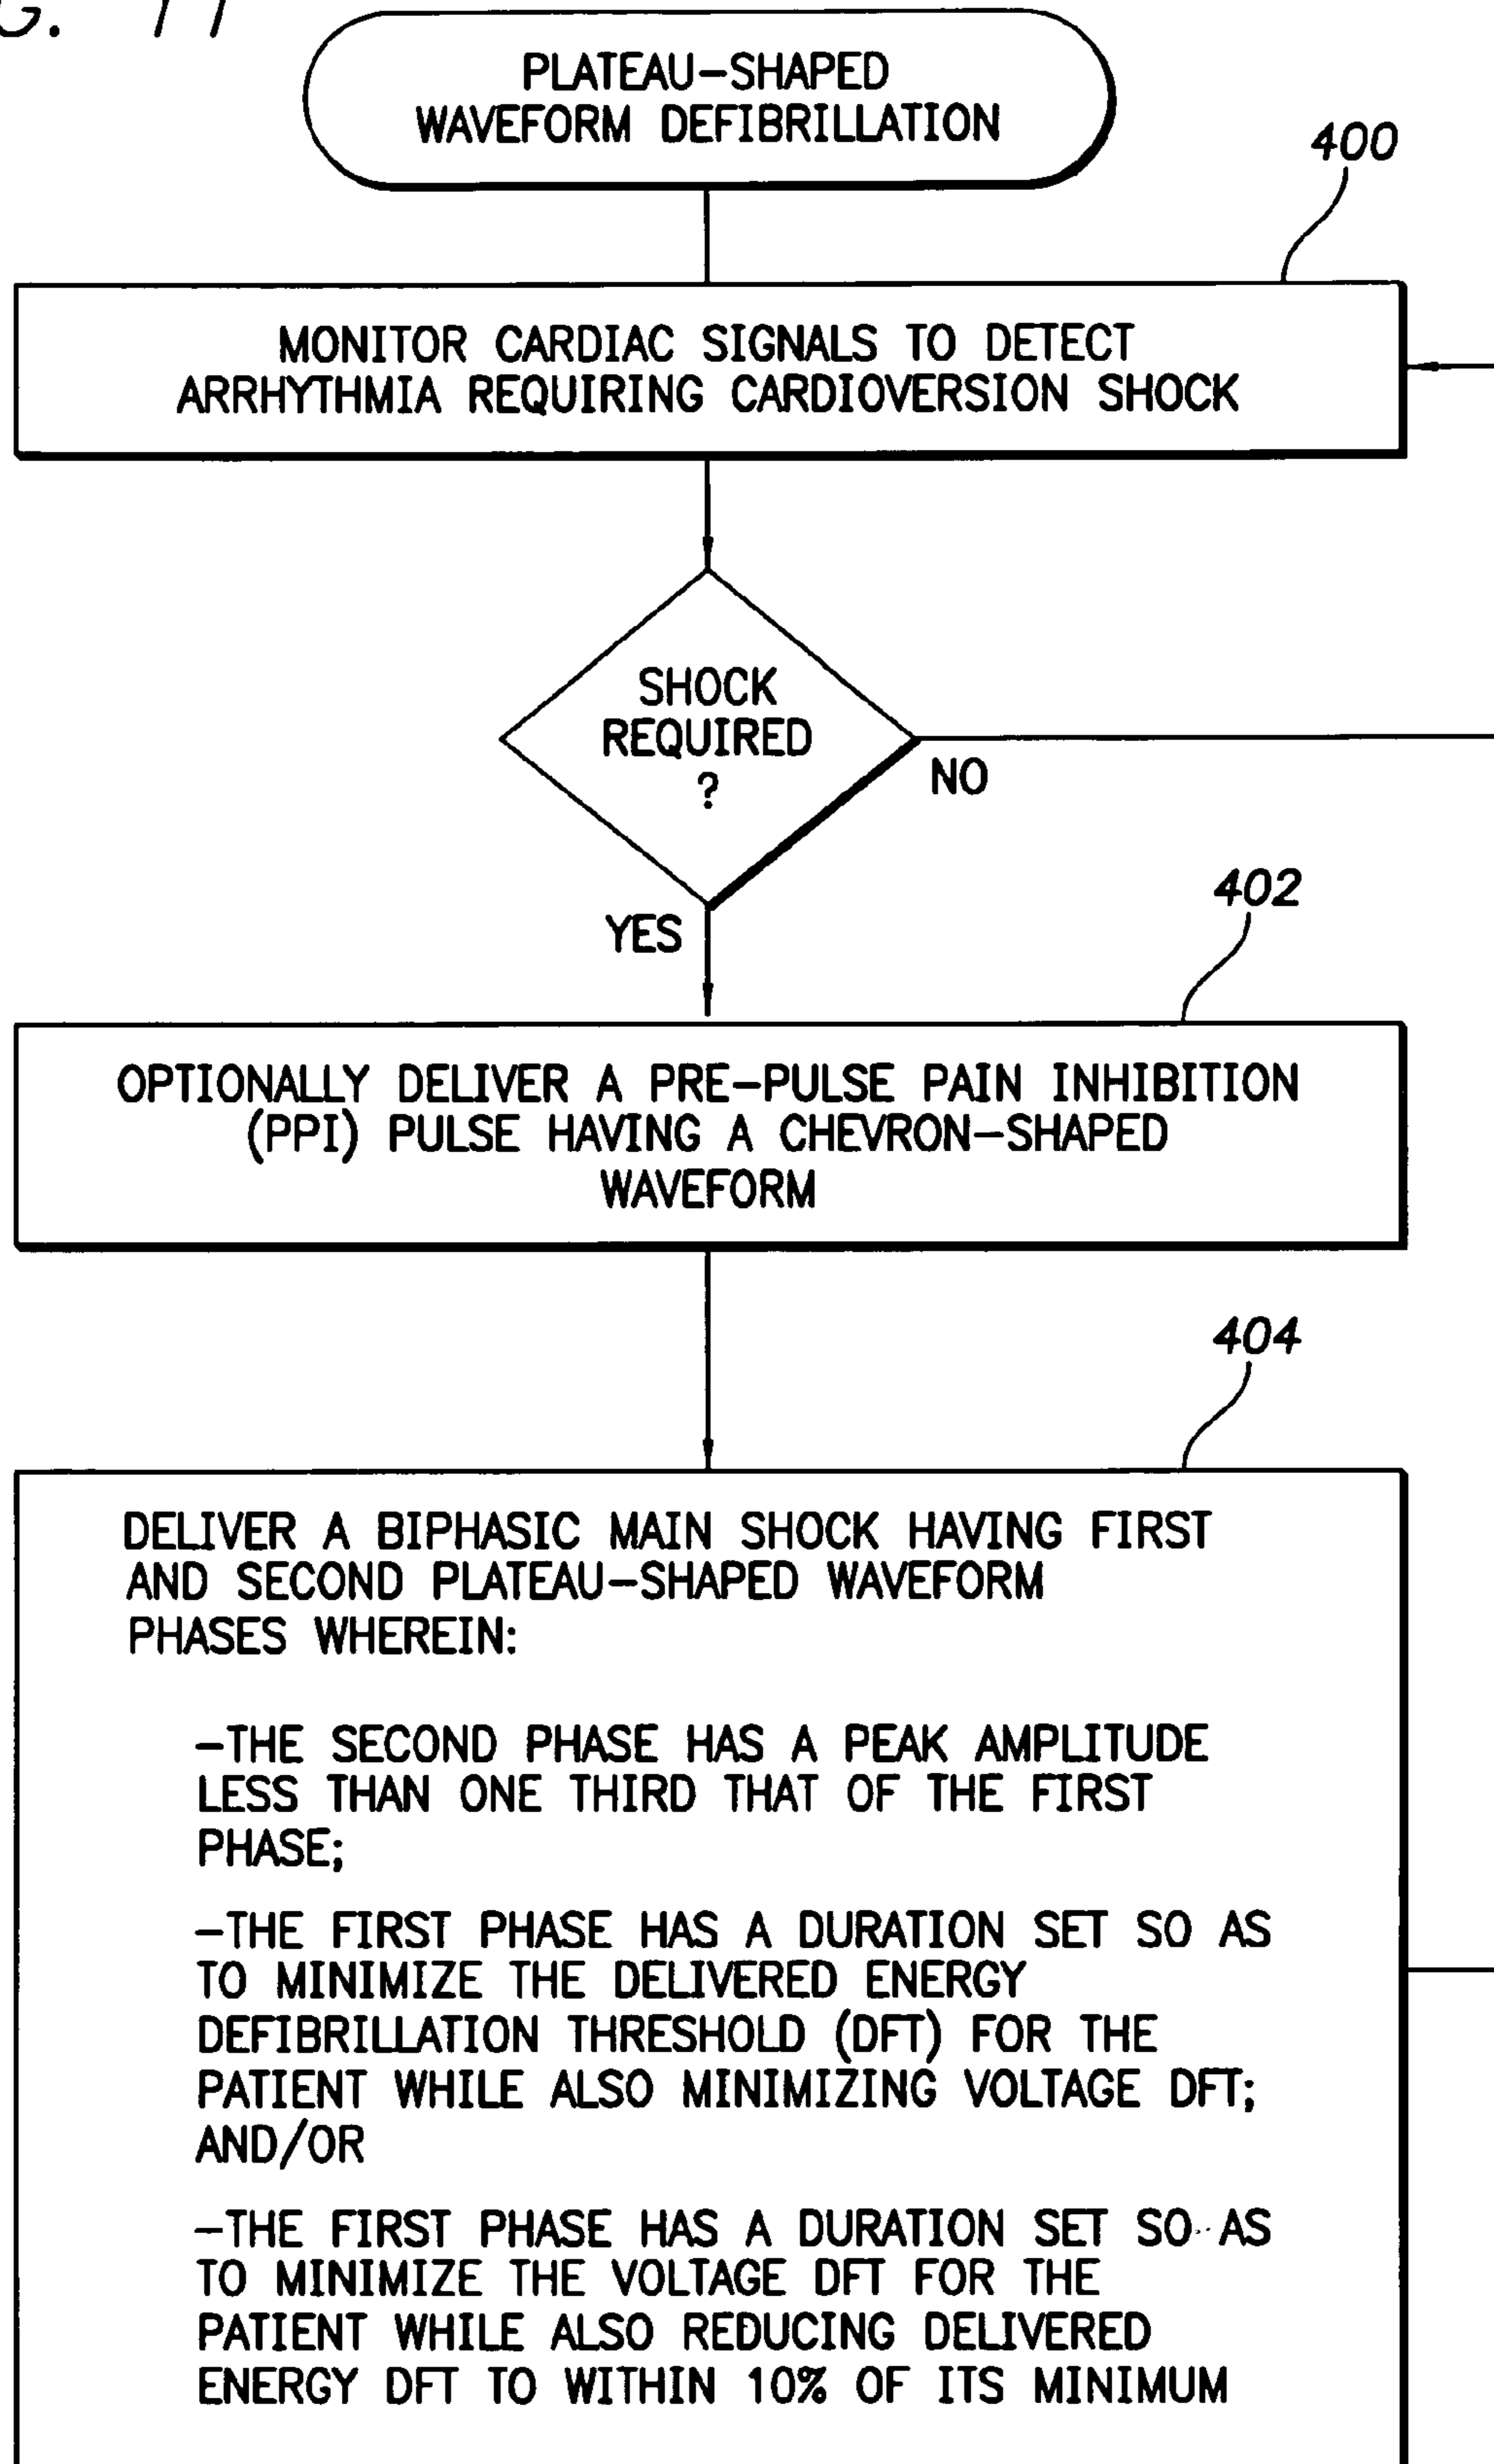 G. 11
PLATEAU-SHAPED
WAVEFORM DEFIBRILLATION
400
MONITOR CARDIAC SIGNALS TO DETECT
ARRHYTHMIA REQUIRING CARDIOVERSION SHOCK
SHOCK
REQUIRED
?
NO
YES
402
OPTIONALLY DELIVER A PRE-PULSE PAIN INHIBITION
(PPI) PULSE HAVING A CHEVRON-SHAPED
WAVEFORM
404
DELIVER A BIPHASIC MAIN SHOCK HAVING FIRST
AND SECOND PLATEAU-SHAPED WAVEFORM
PHASES WHEREIN:
-THE SECOND PHASE HAS A PEAK AMPLITUDE
LESS THAN ONE THIRD THAT OF THE FIRST
PHASE;
-THE FIRST PHASE HAS A DURATION SET SO AS
TO MINIMIZE THE DELIVERED ENERGY
DEFIBRILLATION THRESHOLD (DFT) FOR THE
PATIENT WHILE ALSO MINIMIZING VOLTAGE DFT;
AND/OR
-THE FIRST PHASE HAS A DURATION SET SO AS
TO MINIMIZE THE VOLTAGE DFT FOR THE
PATIENT WHILE ALSO REDUCING DELIVERED
ENERGY DFT TO WITHIN 10% OF ITS MINIMUM